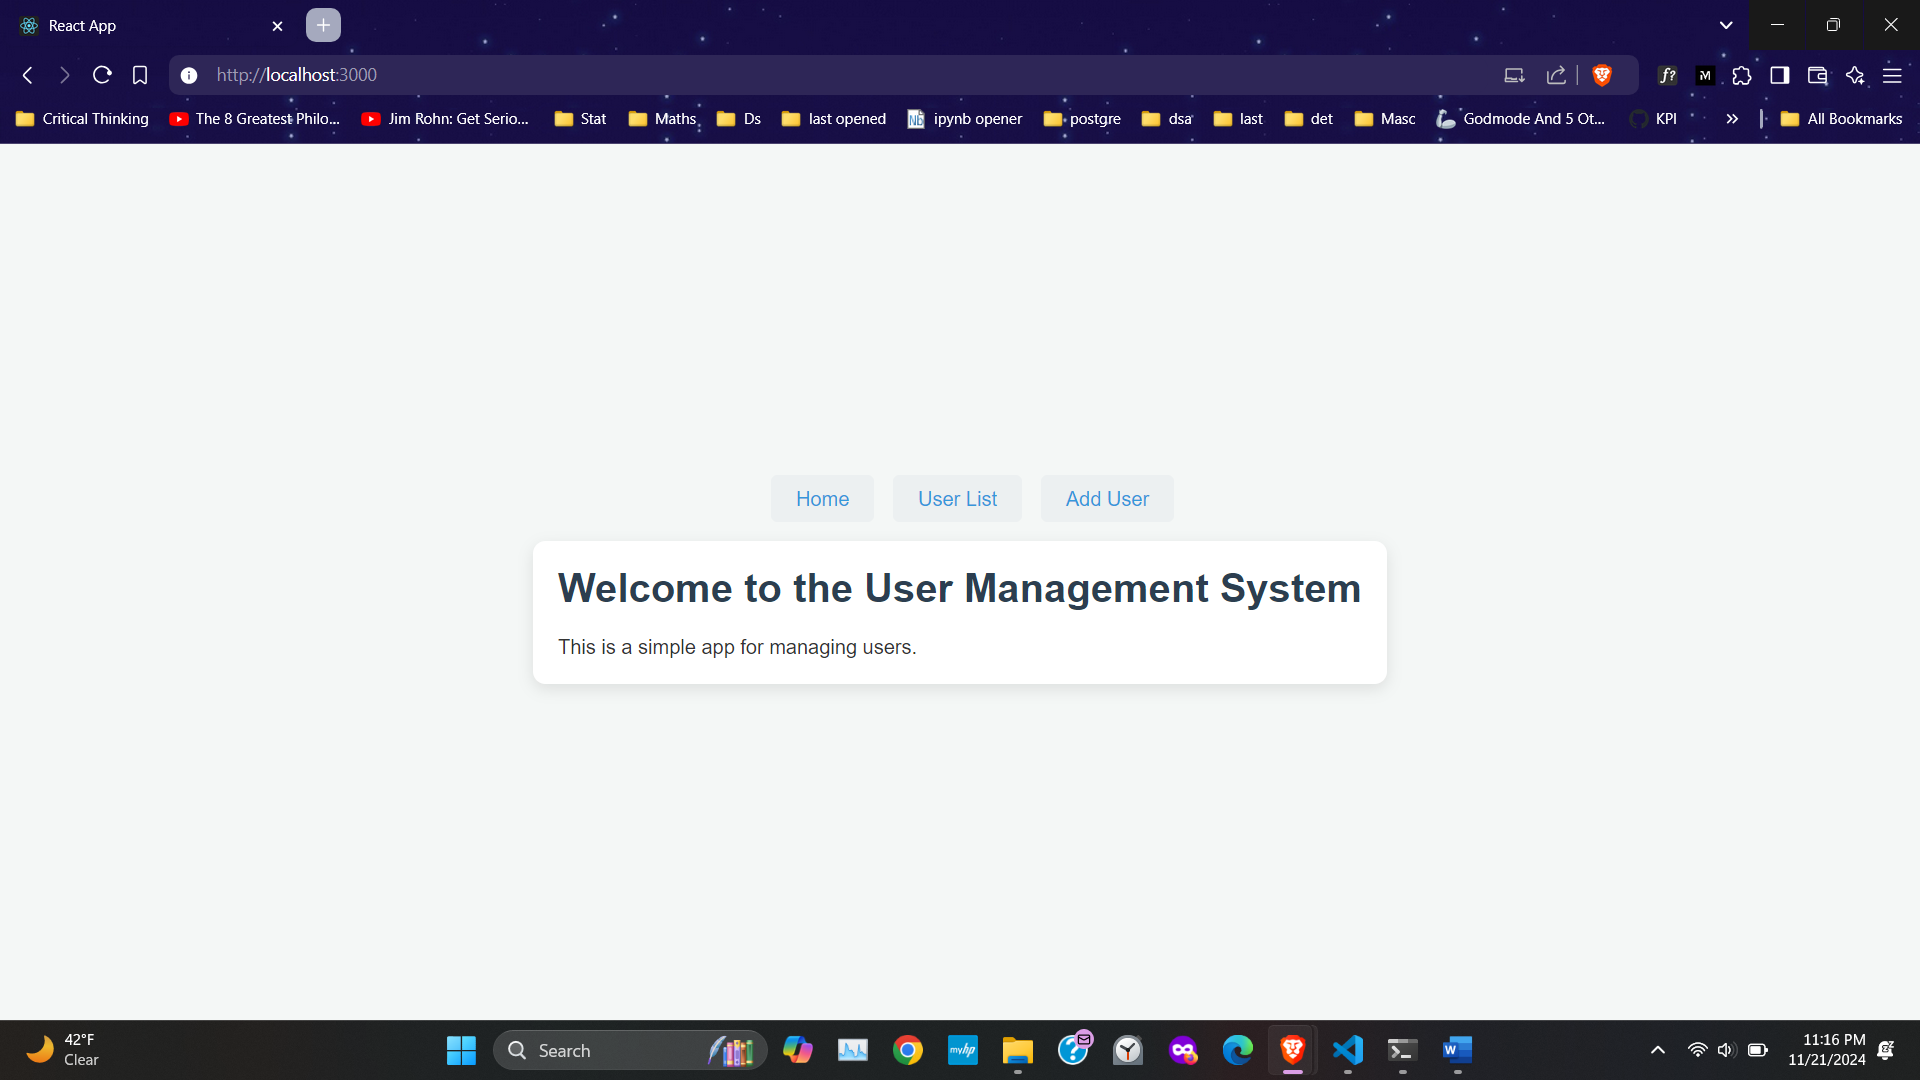 React App
http://localhost:3000
Critical Thinking
The 8 Greatest Philo...
Jim Rohn: Get Serio...
Stat
Maths
Ds
last opened
ipynb opener
postgre
dsa
last
det
Masc
Godmode And 5 Ot...
KPI
All Bookmarks
Home
User List
Add User
Welcome to the User Management System
This is a simple app for managing users.
42°F
Clear
Search
myhp
11:16 PM
11/21/2024